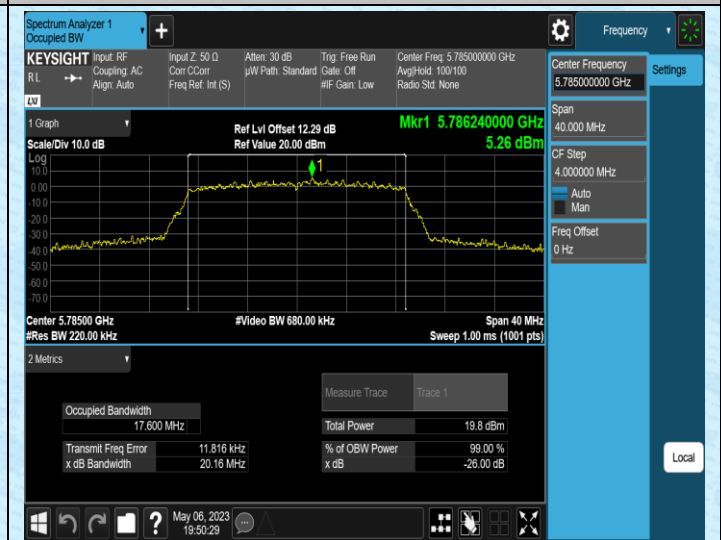 Spectrum Analyzer 1
Occupied BW
Frequency
KEYSIGHT
R L
LXI
Input: RF
Coupling: AC
Align: Auto
Input Z: 50 Ω
Corr CCorr
Freq Ref: Int (S)
Atten: 30 dB
µW Path: Standard
Trig: Free Run
Gate: Off
#IF Gain: Low
Center Freq: 5.785000000 GHz
Avg|Hold: 100/100
Radio Std: None
Center Frequency
5.785000000 GHz
Settings
Span
40.000 MHz
CF Step
4.000000 MHz
Auto
Man
Freq Offset
0 Hz
1 Graph
Scale/Div 10.0 dB
Ref Lvl Offset 12.29 dB
Ref Value 20.00 dBm
Mkr1 5.786240000 GHz
5.26 dBm
Log
10.0
0.00
-10.0
-20.0
-30.0
-40.0
-50.0
-60.0
-70.0
1
Center 5.78500 GHz
#Res BW 220.00 kHz
#Video BW 680.00 kHz
Span 40 MHz
Sweep 1.00 ms (1001 pts)
2 Metrics
Measure Trace Trace 1
Occupied Bandwidth
17.600 MHz
Total Power 19.8 dBm
Transmit Freq Error 11.816 kHz
% of OBW Power 99.00 %
x dB Bandwidth 20.16 MHz
x dB -26.00 dB
Local
May 06, 2023
19:50:29